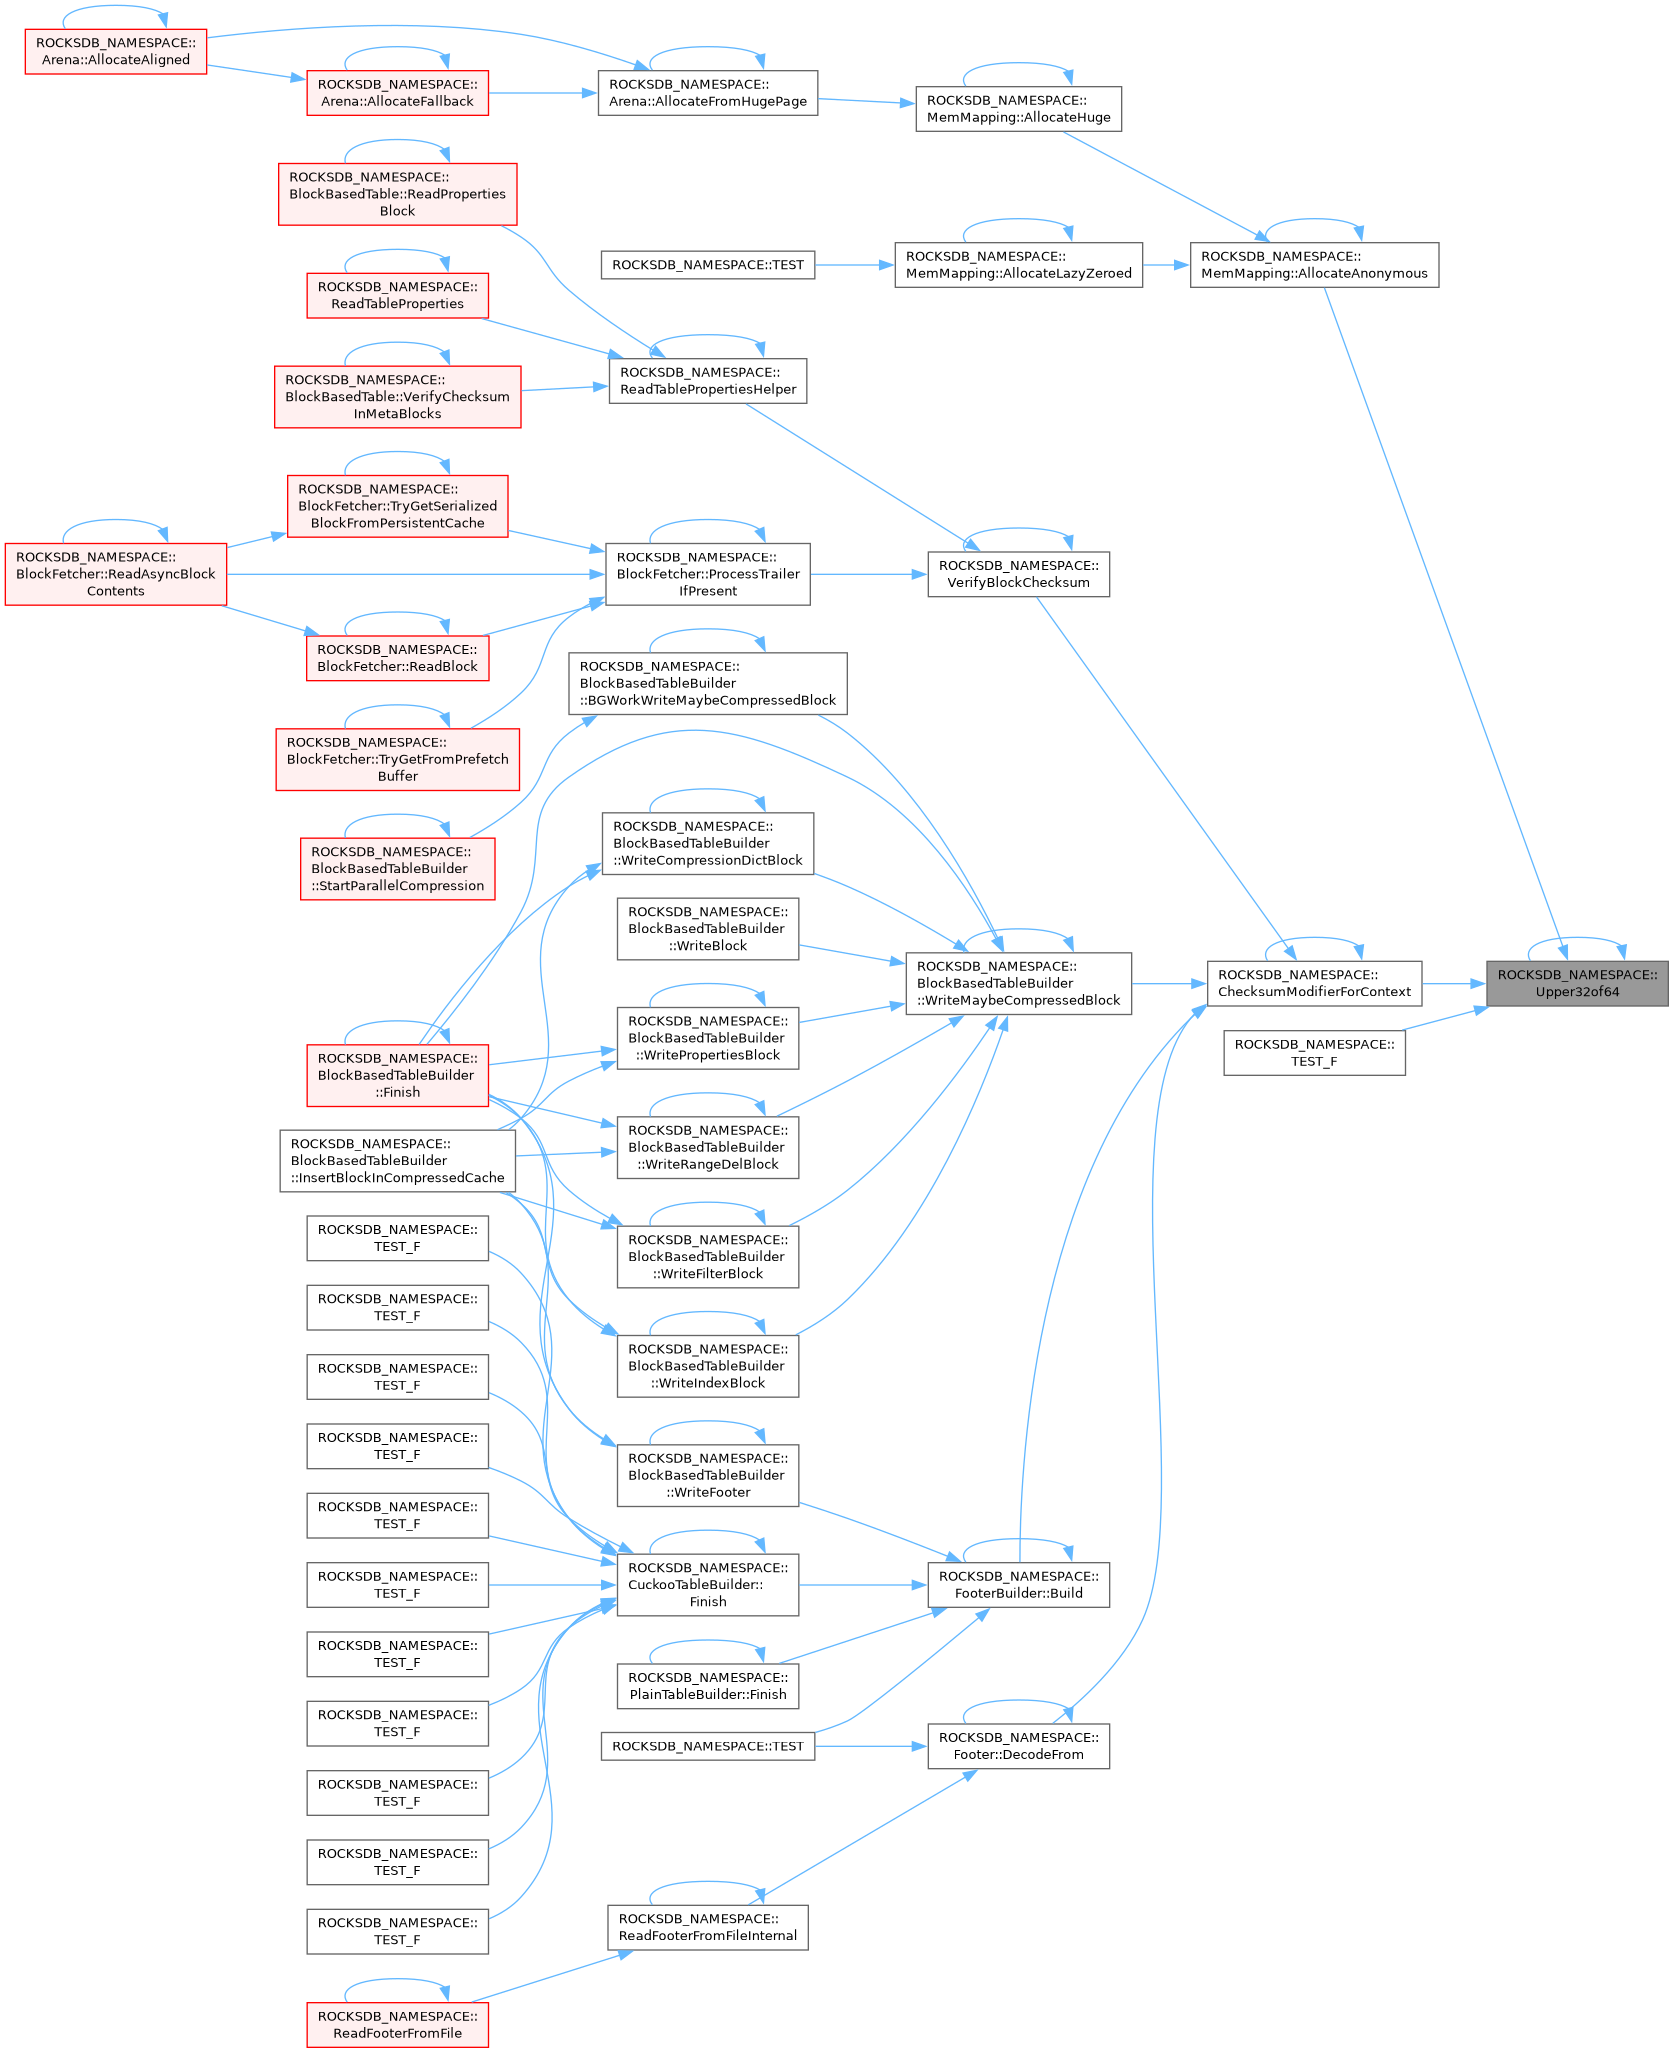 ROCKSDB_NAMESPACE::
Arena::AllocateAligned
ROCKSDB_NAMESPACE::
Arena::AllocateFallback
ROCKSDB_NAMESPACE::
Arena::AllocateFromHugePage
ROCKSDB_NAMESPACE::
MemMapping::AllocateHuge
ROCKSDB_NAMESPACE::
BlockBasedTable::ReadProperties
Block
ROCKSDB_NAMESPACE::TEST
ROCKSDB_NAMESPACE::
MemMapping::AllocateLazyZeroed
ROCKSDB_NAMESPACE::
MemMapping::AllocateAnonymous
ROCKSDB_NAMESPACE::
ReadTableProperties
ROCKSDB_NAMESPACE::
ReadTablePropertiesHelper
ROCKSDB_NAMESPACE::
BlockBasedTable::VerifyChecksum
InMetaBlocks
ROCKSDB_NAMESPACE::
BlockFetcher::TryGetSerialized
BlockFromPersistentCache
ROCKSDB_NAMESPACE::
BlockFetcher::ReadAsyncBlock
Contents
ROCKSDB_NAMESPACE::
BlockFetcher::ProcessTrailer
IfPresent
ROCKSDB_NAMESPACE::
VerifyBlockChecksum
ROCKSDB_NAMESPACE::
BlockFetcher::ReadBlock
ROCKSDB_NAMESPACE::
BlockBasedTableBuilder
::BGWorkWriteMaybeCompressedBlock
ROCKSDB_NAMESPACE::
BlockFetcher::TryGetFromPrefetch
Buffer
ROCKSDB_NAMESPACE::
BlockBasedTableBuilder
::StartParallelCompression
ROCKSDB_NAMESPACE::
BlockBasedTableBuilder
::WriteCompressionDictBlock
ROCKSDB_NAMESPACE::
BlockBasedTableBuilder
::WriteBlock
ROCKSDB_NAMESPACE::
BlockBasedTableBuilder
::WriteMaybeCompressedBlock
ROCKSDB_NAMESPACE::
ChecksumModifierForContext
ROCKSDB_NAMESPACE::
Upper32of64
ROCKSDB_NAMESPACE::
TEST_F
ROCKSDB_NAMESPACE::
BlockBasedTableBuilder
::WritePropertiesBlock
ROCKSDB_NAMESPACE::
BlockBasedTableBuilder
::Finish
ROCKSDB_NAMESPACE::
BlockBasedTableBuilder
::WriteRangeDelBlock
ROCKSDB_NAMESPACE::
BlockBasedTableBuilder
::InsertBlockInCompressedCache
ROCKSDB_NAMESPACE::
BlockBasedTableBuilder
::WriteFilterBlock
ROCKSDB_NAMESPACE::
TEST_F
ROCKSDB_NAMESPACE::
TEST_F
ROCKSDB_NAMESPACE::
BlockBasedTableBuilder
::WriteIndexBlock
ROCKSDB_NAMESPACE::
TEST_F
ROCKSDB_NAMESPACE::
TEST_F
ROCKSDB_NAMESPACE::
BlockBasedTableBuilder
::WriteFooter
ROCKSDB_NAMESPACE::
TEST_F
ROCKSDB_NAMESPACE::
TEST_F
ROCKSDB_NAMESPACE::
CuckooTableBuilder::
Finish
ROCKSDB_NAMESPACE::
FooterBuilder::Build
ROCKSDB_NAMESPACE::
TEST_F
ROCKSDB_NAMESPACE::
PlainTableBuilder::Finish
ROCKSDB_NAMESPACE::
TEST_F
ROCKSDB_NAMESPACE::TEST
ROCKSDB_NAMESPACE::
Footer::DecodeFrom
ROCKSDB_NAMESPACE::
TEST_F
ROCKSDB_NAMESPACE::
TEST_F
ROCKSDB_NAMESPACE::
TEST_F
ROCKSDB_NAMESPACE::
ReadFooterFromFileInternal
ROCKSDB_NAMESPACE::
ReadFooterFromFile